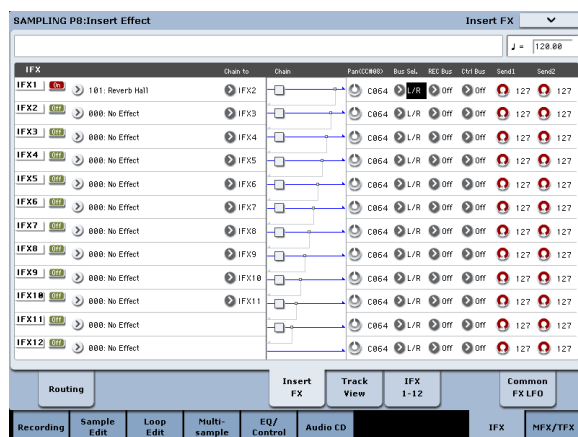 SAMPLING P8:Insert Effect Insert FX
♩ = 120.00
IFX Chain to Chain Pan(CC#08) Bus Sel. REC Bus Ctrl Bus Send1 Send2
IFX1 On 101: Reverb Hall IFX2 C064 L/R Off Off 127 127
IFX2 Off 000: No Effect IFX3 C064 L/R Off Off 127 127
IFX3 Off 000: No Effect IFX4 C064 L/R Off Off 127 127
IFX4 Off 000: No Effect IFX5 C064 L/R Off Off 127 127
IFX5 Off 000: No Effect IFX6 C064 L/R Off Off 127 127
IFX6 Off 000: No Effect IFX7 C064 L/R Off Off 127 127
IFX7 Off 000: No Effect IFX8 C064 L/R Off Off 127 127
IFX8 Off 000: No Effect IFX9 C064 L/R Off Off 127 127
IFX9 Off 000: No Effect IFX10 C064 L/R Off Off 127 127
IFX10 Off 000: No Effect IFX11 C064 L/R Off Off 127 127
IFX11 Off 000: No Effect C064 L/R Off Off 127 127
IFX12 Off 000: No Effect C064 L/R Off Off 127 127
Routing Insert FX Track View IFX 1-12 Common FX LFO
Recording Sample Edit Loop Edit Multi-sample EQ/Control Audio CD IFX MFX/TFX